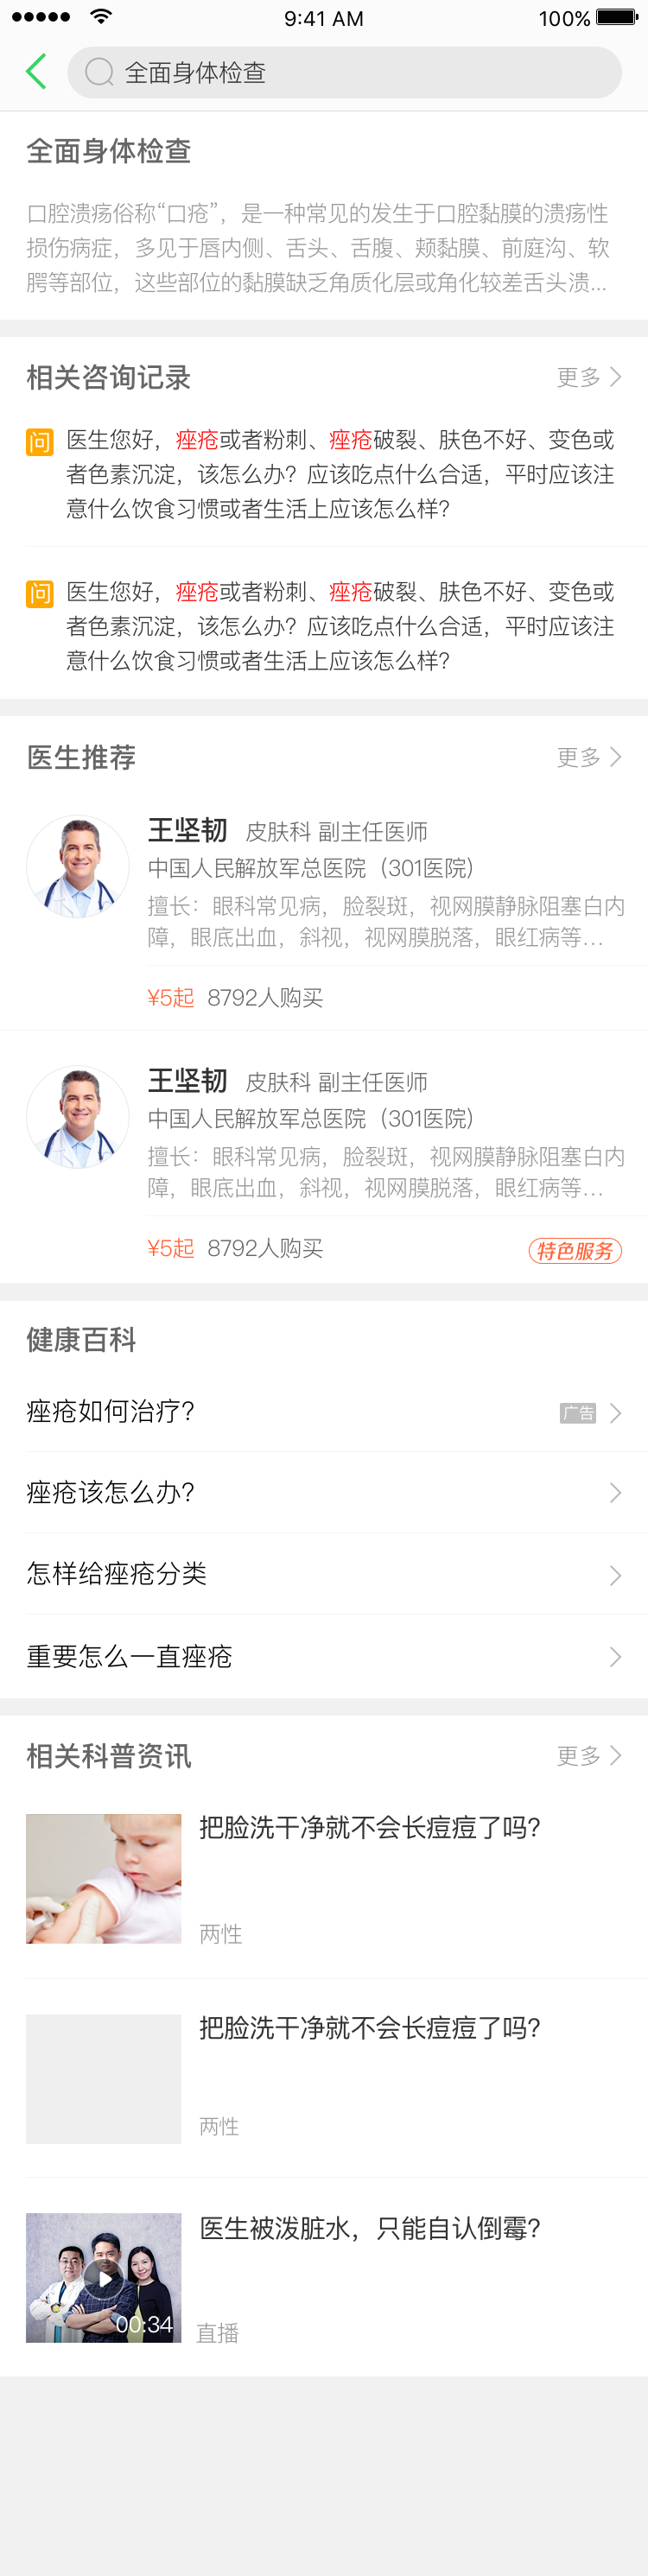 9:41 AM 100%
全面身体检查
全面身体检查
口腔溃疡俗称“口疮”，是一种常见的发生于口腔黏膜的溃疡性
损伤病症，多见于唇内侧、舌头、舌腹、颊黏膜、前庭沟、软
腭等部位，这些部位的黏膜缺乏角质化层或角化较差舌头溃...
相关咨询记录 更多
问 医生您好，痤疮或者粉刺、痤疮破裂、肤色不好、变色或
者色素沉淀，该怎么办？应该吃点什么合适，平时应该注
意什么饮食习惯或者生活上应该怎么样？
问 医生您好，痤疮或者粉刺、痤疮破裂、肤色不好、变色或
者色素沉淀，该怎么办？应该吃点什么合适，平时应该注
意什么饮食习惯或者生活上应该怎么样？
医生推荐 更多
王坚韧 皮肤科 副主任医师
中国人民解放军总医院（301医院）
擅长：眼科常见病，脸裂斑，视网膜静脉阻塞白内
障，眼底出血，斜视，视网膜脱落，眼红病等...
¥5起 8792人购买
王坚韧 皮肤科 副主任医师
中国人民解放军总医院（301医院）
擅长：眼科常见病，脸裂斑，视网膜静脉阻塞白内
障，眼底出血，斜视，视网膜脱落，眼红病等...
¥5起 8792人购买 特色服务
健康百科
痤疮如何治疗？ 广告
痤疮该怎么办？
怎样给痤疮分类
重要怎么一直痤疮
相关科普资讯 更多
把脸洗干净就不会长痘痘了吗？
两性
把脸洗干净就不会长痘痘了吗？
两性
医生被泼脏水，只能自认倒霉？
00:34 直播